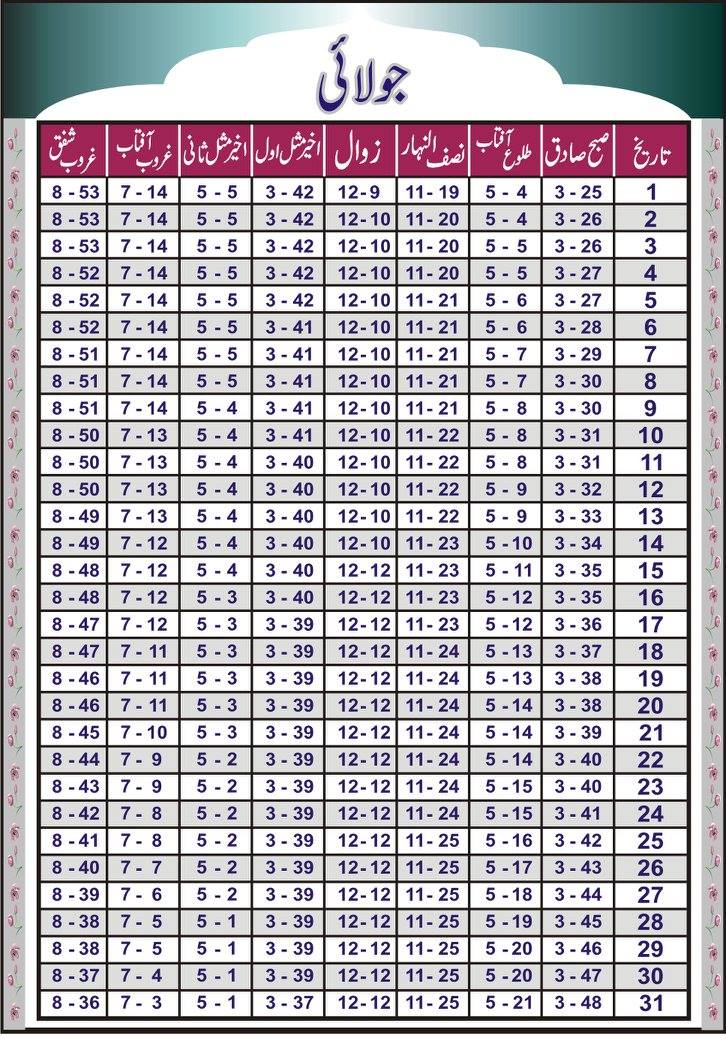 جولائی
تاریخ صبح صادق طلوع آفتاب نصف النہار زوال اخیر مثل اول اخیر مثل ثانی غروب آفتاب غروب شفق
1 3 - 25 5 - 4 11 - 19 12 - 9 3 - 42 5 - 5 7 - 14 8 - 53
2 3 - 26 5 - 4 11 - 20 12 - 10 3 - 42 5 - 5 7 - 14 8 - 53
3 3 - 26 5 - 5 11 - 20 12 - 10 3 - 42 5 - 5 7 - 14 8 - 53
4 3 - 27 5 - 5 11 - 20 12 - 10 3 - 42 5 - 5 7 - 14 8 - 52
5 3 - 27 5 - 6 11 - 21 12 - 10 3 - 42 5 - 5 7 - 14 8 - 52
6 3 - 28 5 - 6 11 - 21 12 - 10 3 - 41 5 - 5 7 - 14 8 - 52
7 3 - 29 5 - 7 11 - 21 12 - 10 3 - 41 5 - 5 7 - 14 8 - 51
8 3 - 30 5 - 7 11 - 21 12 - 10 3 - 41 5 - 5 7 - 14 8 - 51
9 3 - 30 5 - 8 11 - 21 12 - 10 3 - 41 5 - 4 7 - 14 8 - 51
10 3 - 31 5 - 8 11 - 22 12 - 10 3 - 41 5 - 4 7 - 13 8 - 50
11 3 - 31 5 - 8 11 - 22 12 - 10 3 - 40 5 - 4 7 - 13 8 - 50
12 3 - 32 5 - 9 11 - 22 12 - 10 3 - 40 5 - 4 7 - 13 8 - 50
13 3 - 33 5 - 9 11 - 22 12 - 10 3 - 40 5 - 4 7 - 13 8 - 49
14 3 - 34 5 - 10 11 - 23 12 - 10 3 - 40 5 - 4 7 - 12 8 - 49
15 3 - 35 5 - 11 11 - 23 12 - 12 3 - 40 5 - 4 7 - 12 8 - 48
16 3 - 35 5 - 12 11 - 23 12 - 12 3 - 40 5 - 3 7 - 12 8 - 48
17 3 - 36 5 - 12 11 - 23 12 - 12 3 - 39 5 - 3 7 - 12 8 - 47
18 3 - 37 5 - 13 11 - 24 12 - 12 3 - 39 5 - 3 7 - 11 8 - 47
19 3 - 38 5 - 13 11 - 24 12 - 12 3 - 39 5 - 3 7 - 11 8 - 46
20 3 - 38 5 - 14 11 - 24 12 - 12 3 - 39 5 - 3 7 - 11 8 - 46
21 3 - 39 5 - 14 11 - 24 12 - 12 3 - 39 5 - 3 7 - 10 8 - 45
22 3 - 40 5 - 14 11 - 24 12 - 12 3 - 39 5 - 2 7 - 9 8 - 44
23 3 - 40 5 - 15 11 - 24 12 - 12 3 - 39 5 - 2 7 - 9 8 - 43
24 3 - 41 5 - 15 11 - 24 12 - 12 3 - 39 5 - 2 7 - 8 8 - 42
25 3 - 42 5 - 16 11 - 25 12 - 12 3 - 39 5 - 2 7 - 8 8 - 41
26 3 - 43 5 - 17 11 - 25 12 - 12 3 - 39 5 - 2 7 - 7 8 - 40
27 3 - 44 5 - 18 11 - 25 12 - 12 3 - 39 5 - 2 7 - 6 8 - 39
28 3 - 45 5 - 19 11 - 25 12 - 12 3 - 39 5 - 1 7 - 5 8 - 38
29 3 - 46 5 - 20 11 - 25 12 - 12 3 - 39 5 - 1 7 - 5 8 - 38
30 3 - 47 5 - 20 11 - 25 12 - 12 3 - 39 5 - 1 7 - 4 8 - 37
31 3 - 48 5 - 21 11 - 25 12 - 12 3 - 37 5 - 1 7 - 3 8 - 36